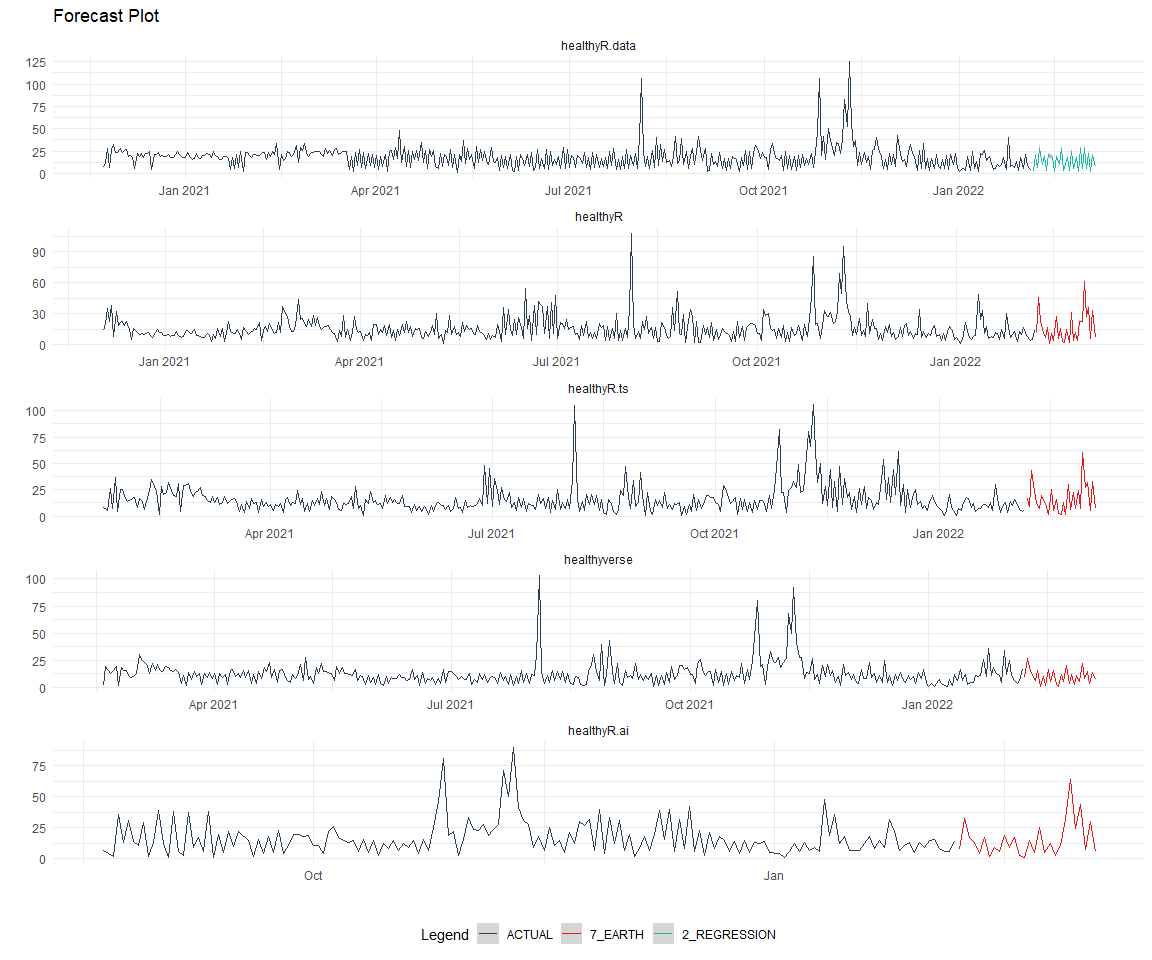 Forecast Plot
healthyR.data
125
100
75
50
25
0
Jan 2021 Apr 2021 Jul 2021 Oct 2021 Jan 2022
healthyR
90
60
30
0
Jan 2021 Apr 2021 Jul 2021 Oct 2021 Jan 2022
healthyR.ts
100
75
50
25
0
Apr 2021 Jul 2021 Oct 2021 Jan 2022
healthyverse
100
75
50
25
0
Apr 2021 Jul 2021 Oct 2021 Jan 2022
healthyR.ai
75
50
25
0
Oct Jan
Legend ACTUAL 7_EARTH 2_REGRESSION